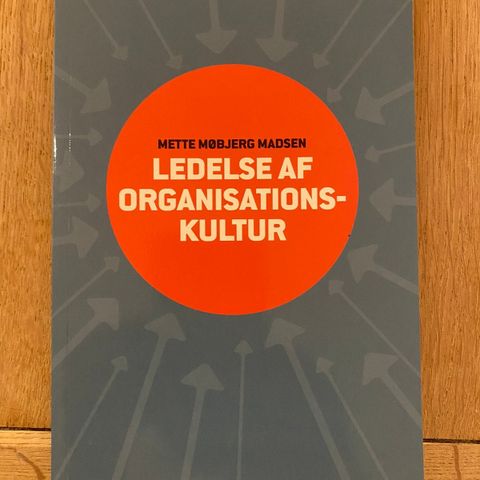 METTE MØBJERG MADSEN
LEDELSE AF
ORGANISATIONS-
KULTUR